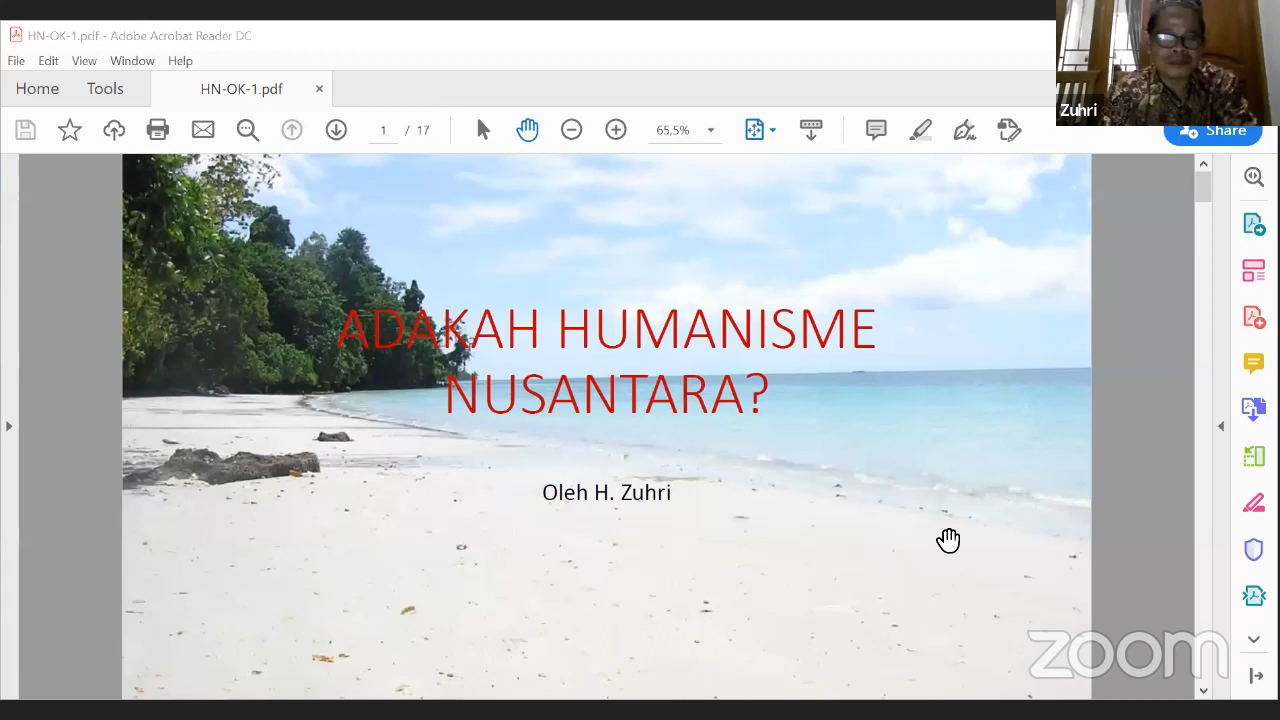 HN-OK-1.pdf - Adobe Acrobat Reader DC
File Edit View Window Help
Home Tools HN-OK-1.pdf ×
1 / 17 65,5%
Share
Zuhri
ADAKAH HUMANISME
NUSANTARA?
Oleh H. Zuhri
zoom